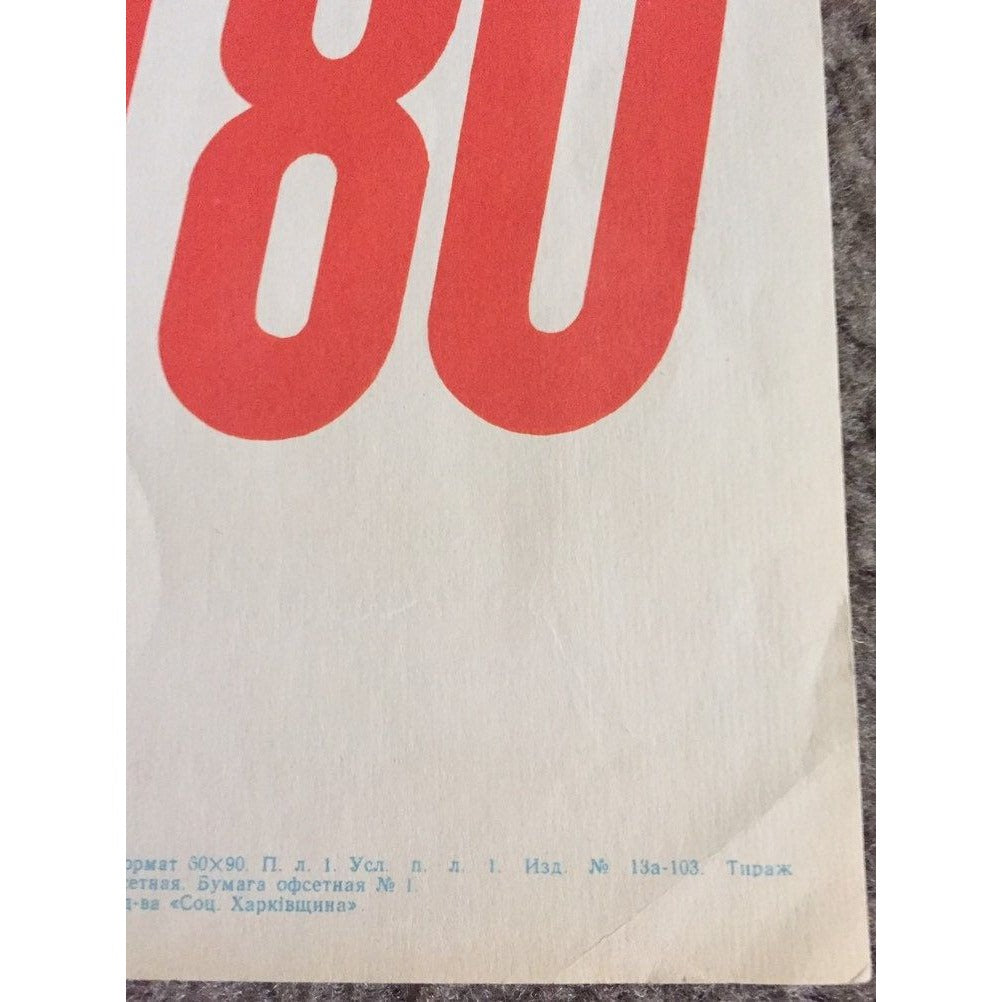 80
ормат 60×90. П. л. 1. Усл. п. л. 1. Изд. № 13а-103. Тираж
сетная. Бумага офсетная № 1.
д-ва «Соц. Харківщина».